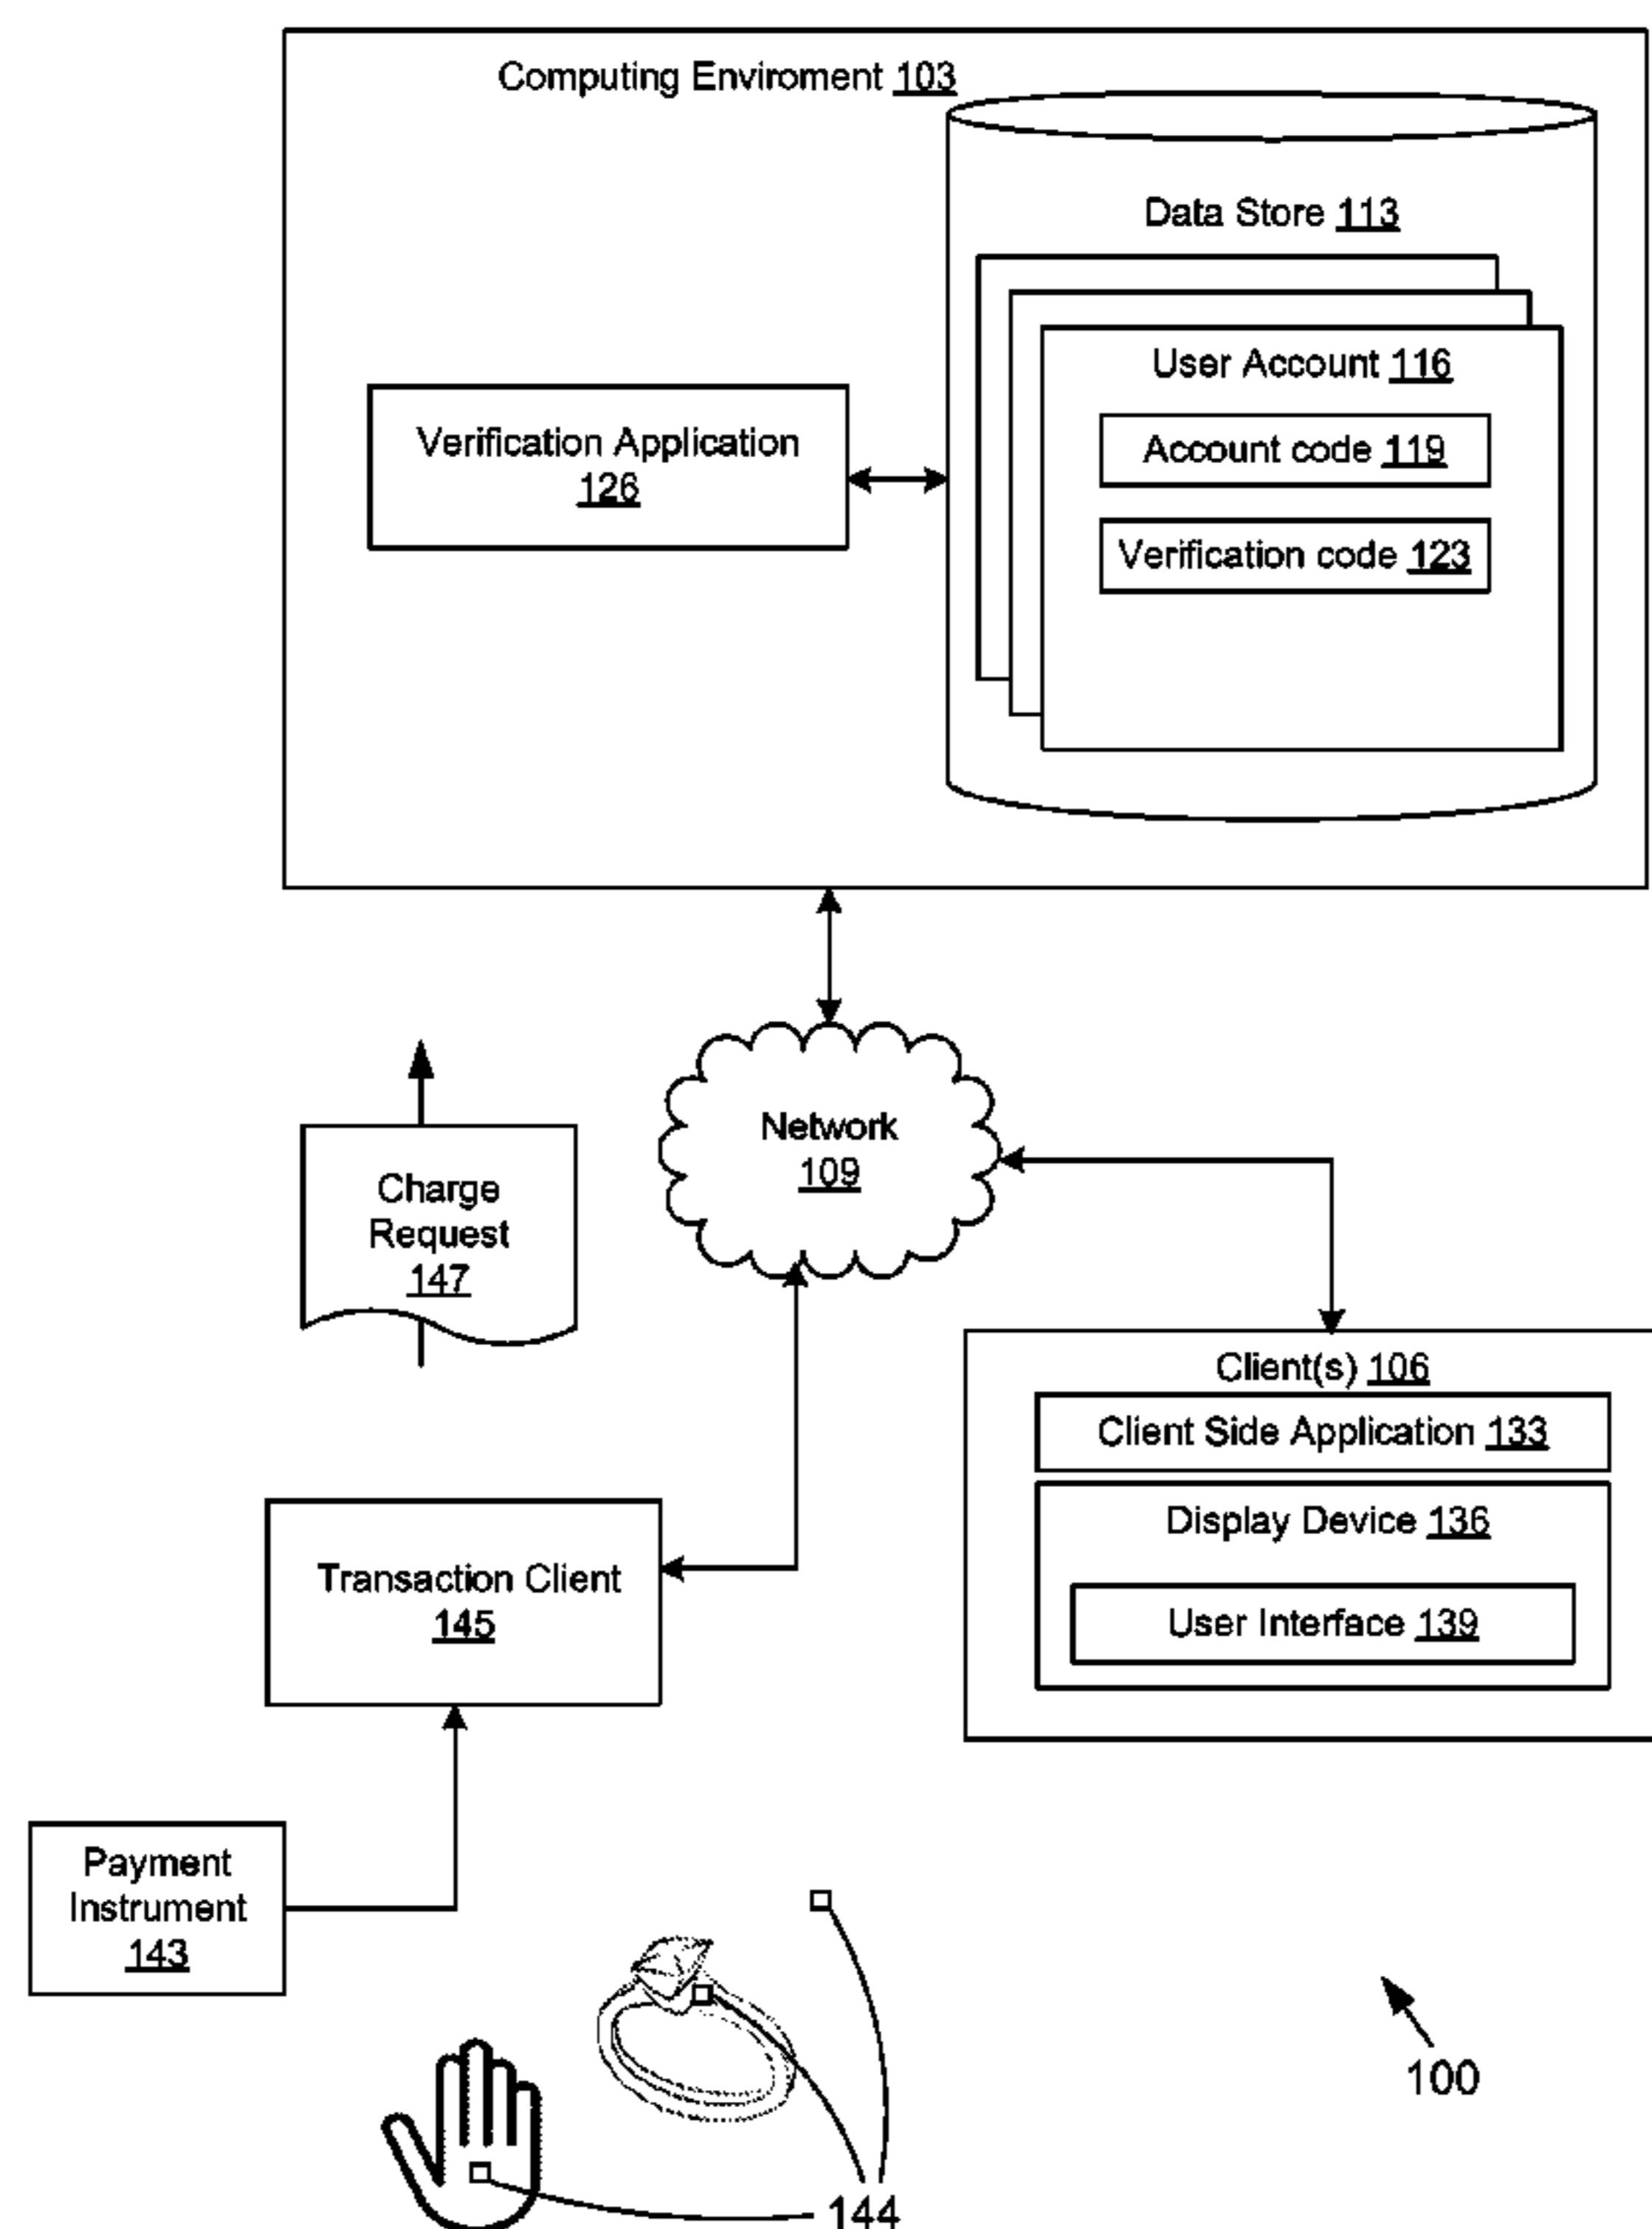 Computing Enviroment 103
Data Store 113
User Account 116
Account code 119
Verification code 123
Verification Application
126
Network
109
Charge
Request
147
Client(s) 106
Client Side Application 133
Display Device 136
User Interface 139
Transaction Client
145
Payment
Instrument
143
100
144